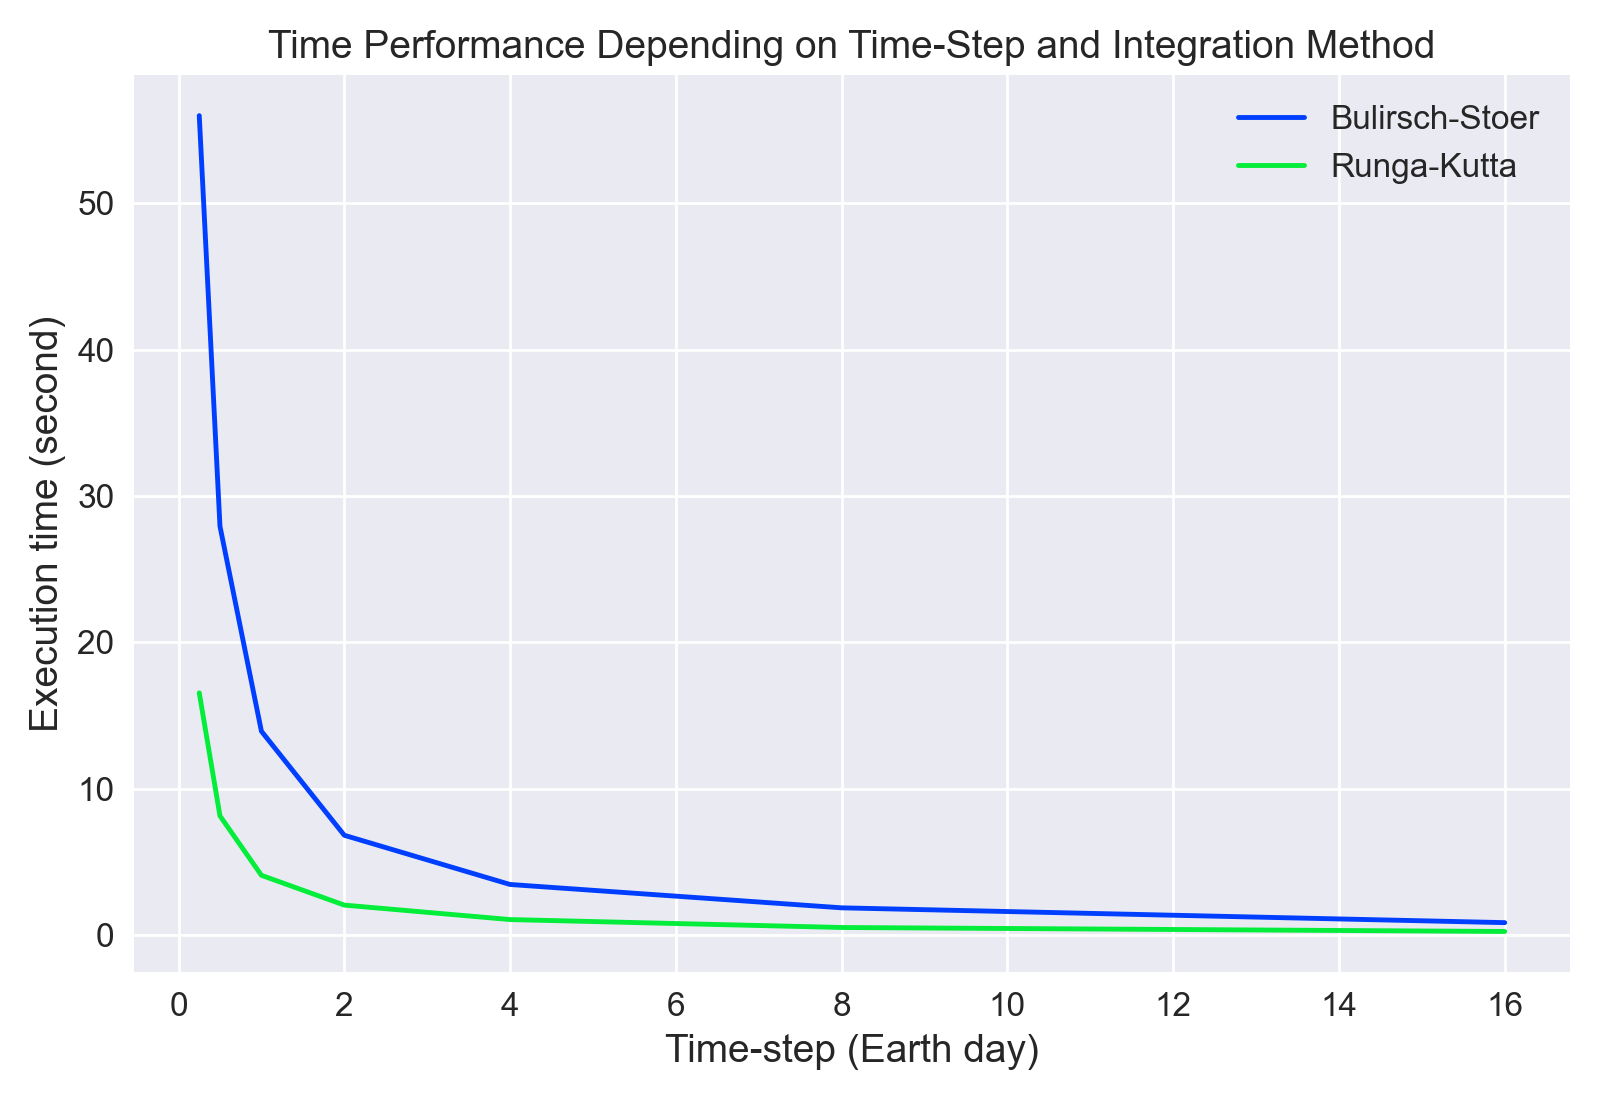 Time Performance Depending on Time-Step and Integration Method
Bulirsch-Stoer
Runga-Kutta
Execution time (second)
50
40
30
20
10
0
0 2 4 6 8 10 12 14 16
Time-step (Earth day)